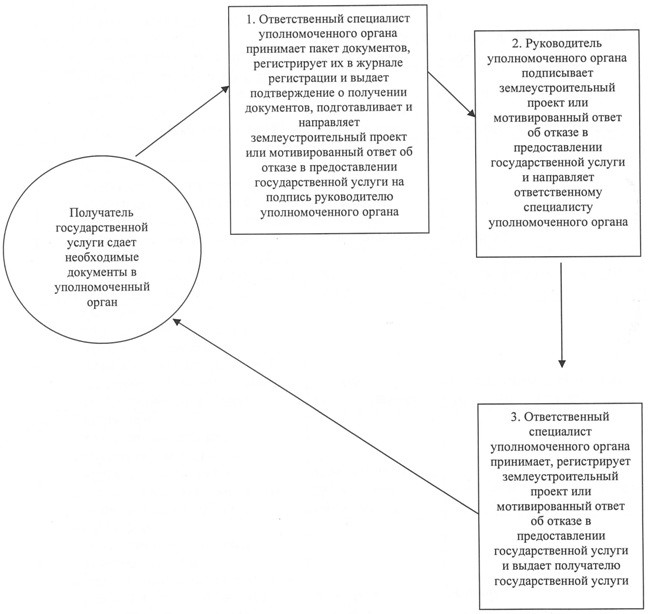 Получатель
государственной
услуги сдает
необходимые
документы в
уполномоченный
орган
1. Ответственный специалист
уполномоченного органа
принимает пакет документов,
регистрирует их в журнале
регистрации и выдает
подтверждение о получении
документов, подготавливает и
направляет
землеустроительный проект
или мотивированный ответ об
отказе в предоставлении
государственной услуги на
подпись руководителю
уполномоченного органа
2. Руководитель
уполномоченного органа
подписывает
землеустроительный
проект или
мотивированный ответ
об отказе в
предоставлении
государственной услуги
и направляет
ответственному
специалисту
уполномоченного органа
3. Ответственный
специалист
уполномоченного органа
принимает, регистрирует
землеустроительный
проект или
мотивированный ответ
об отказе в
предоставлении
государственной услуги
и выдает получателю
государственной услуги